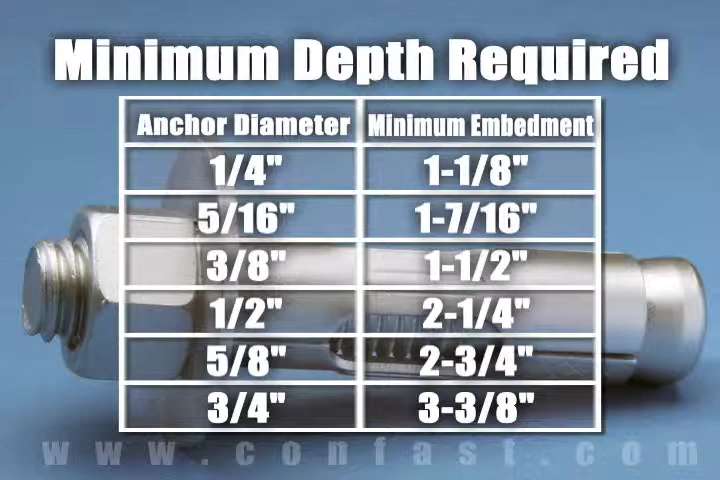 Minimum Depth Required
Anchor Diameter Minimum Embedment
1/4" 1-1/8"
5/16" 1-7/16"
3/8" 1-1/2"
1/2" 2-1/4"
5/8" 2-3/4"
3/4" 3-3/8"
www.confast.com